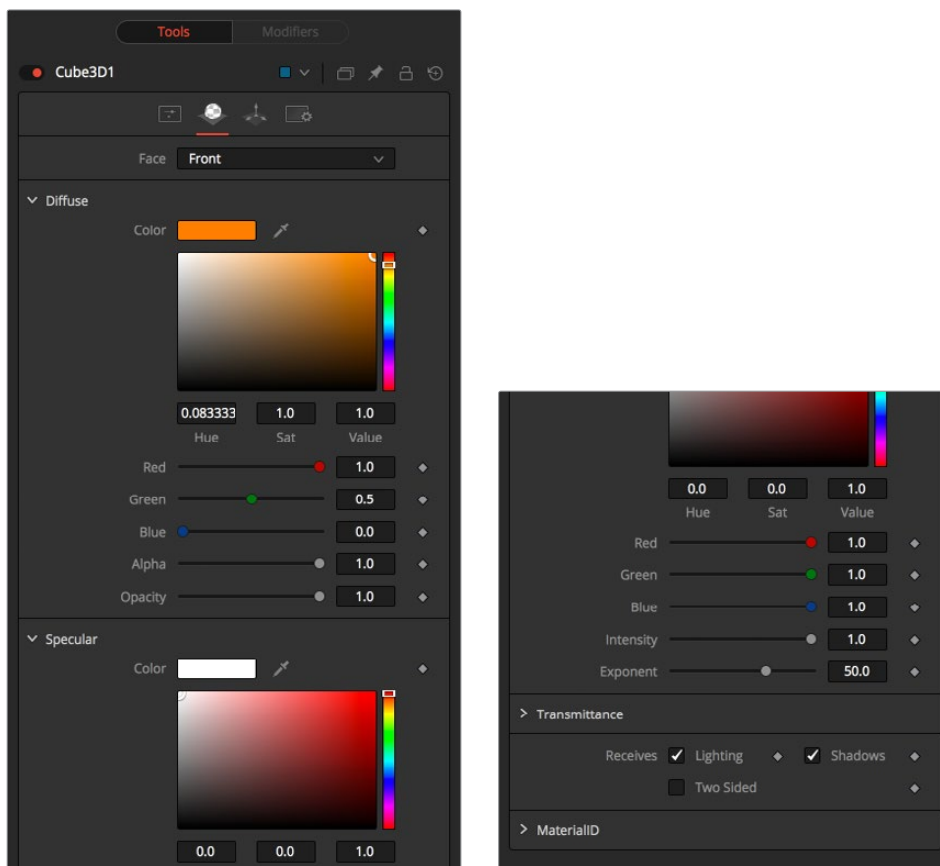 Tools Modifiers
Cube3D1
Face Front
Diffuse
Color
0.083333 1.0 1.0
Hue Sat Value
Red 1.0
Green 0.5
Blue 0.0
Alpha 1.0
Opacity 1.0
Specular
Color
0.0 0.0 1.0
0.0 0.0 1.0
Hue Sat Value
Red 1.0
Green 1.0
Blue 1.0
Intensity 1.0
Exponent 50.0
Transmittance
Receives Lighting Shadows
Two Sided
MaterialID